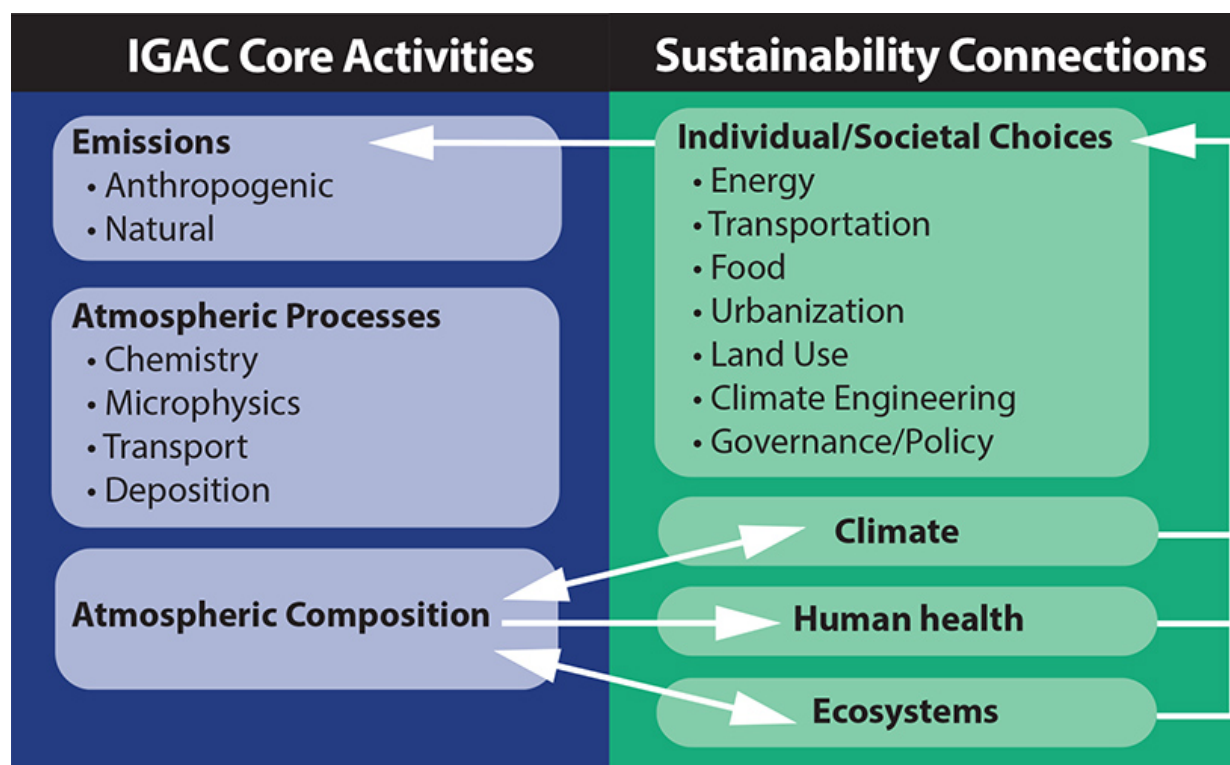 IGAC Core Activities
Emissions
• Anthropogenic
• Natural
Atmospheric Processes
• Chemistry
• Microphysics
• Transport
• Deposition
Atmospheric Composition
Sustainability Connections
Individual/Societal Choices
• Energy
• Transportation
• Food
• Urbanization
• Land Use
• Climate Engineering
• Governance/Policy
Climate
Human health
Ecosystems